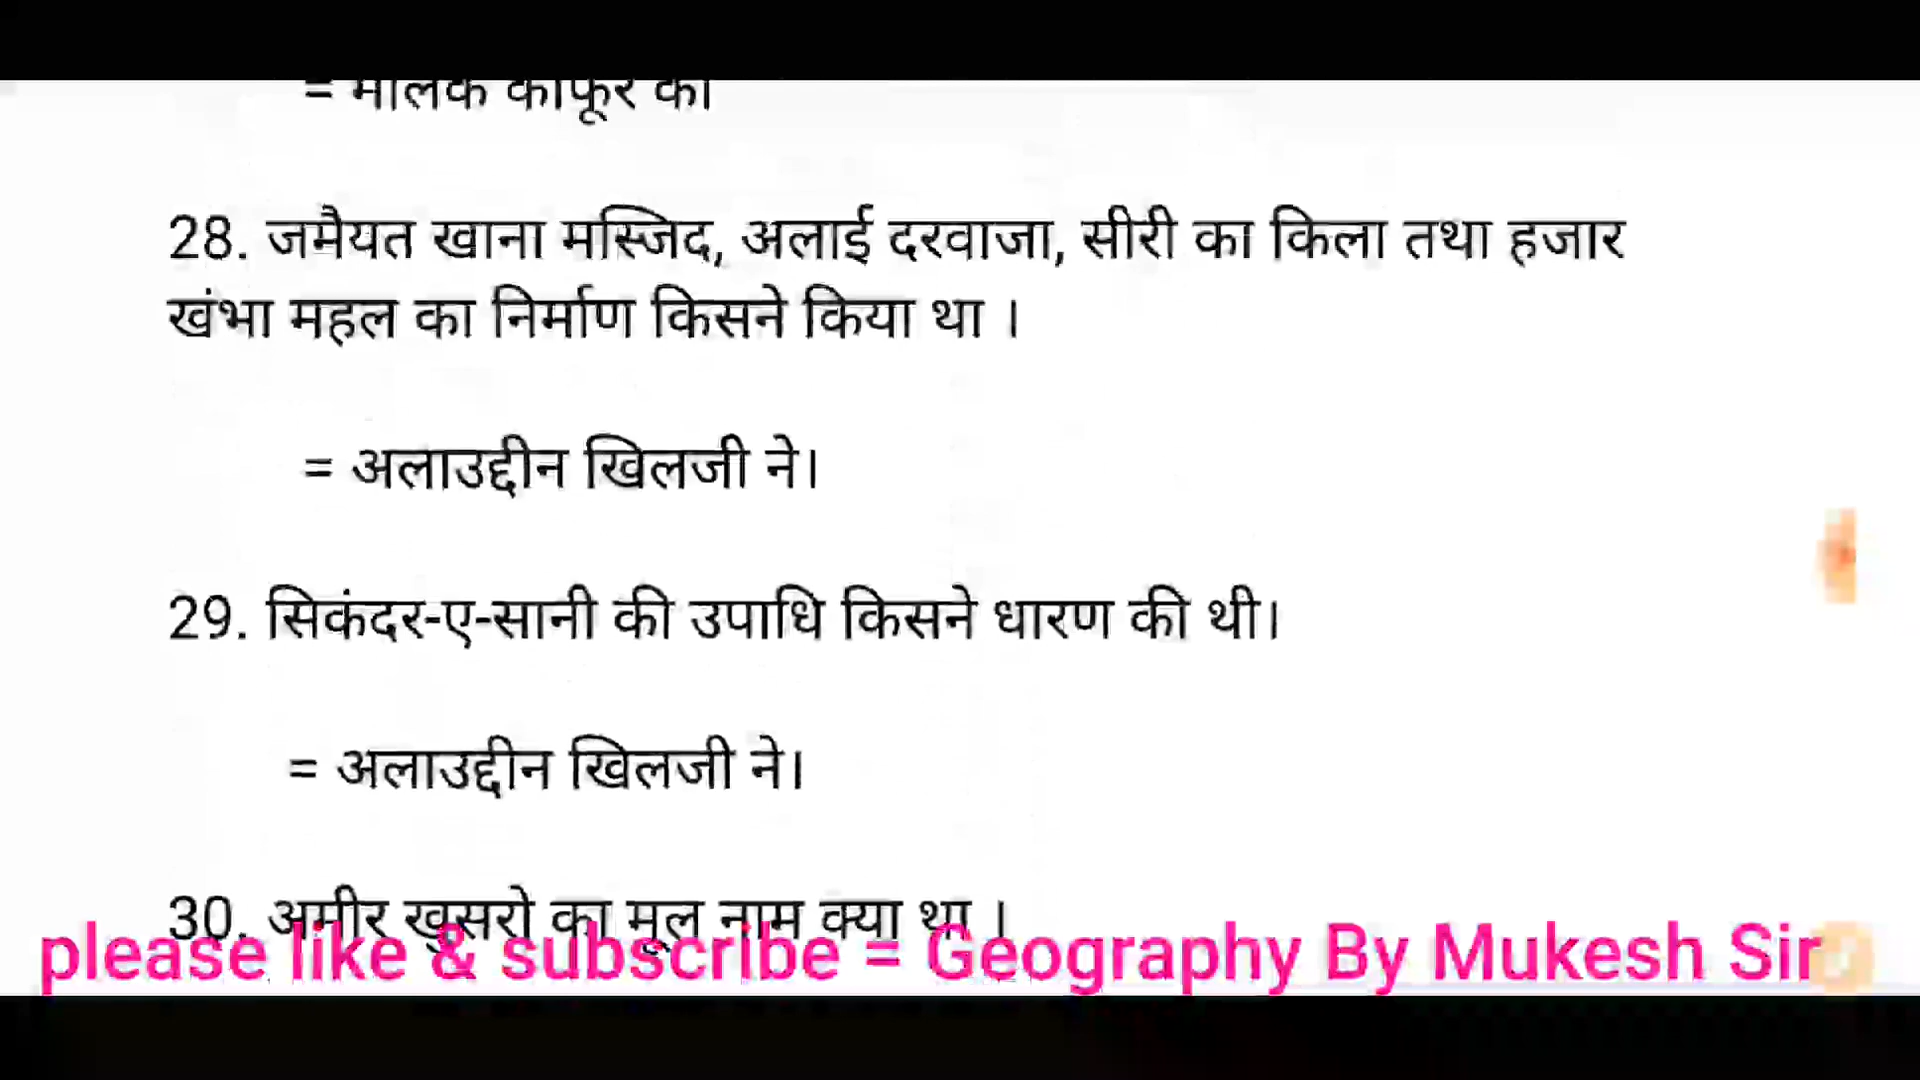 = मलिक काफूर को
28. जमैयत खाना मस्जिद, अलाई दरवाजा, सीरी का किला तथा हजार
खंभा महल का निर्माण किसने किया था ।
= अलाउद्दीन खिलजी ने।
29. सिकंदर-ए-सानी की उपाधि किसने धारण की थी।
= अलाउद्दीन खिलजी ने।
30. अमीर खुसरो का मूल नाम क्या था ।
please like & subscribe = Geography By Mukesh Sir